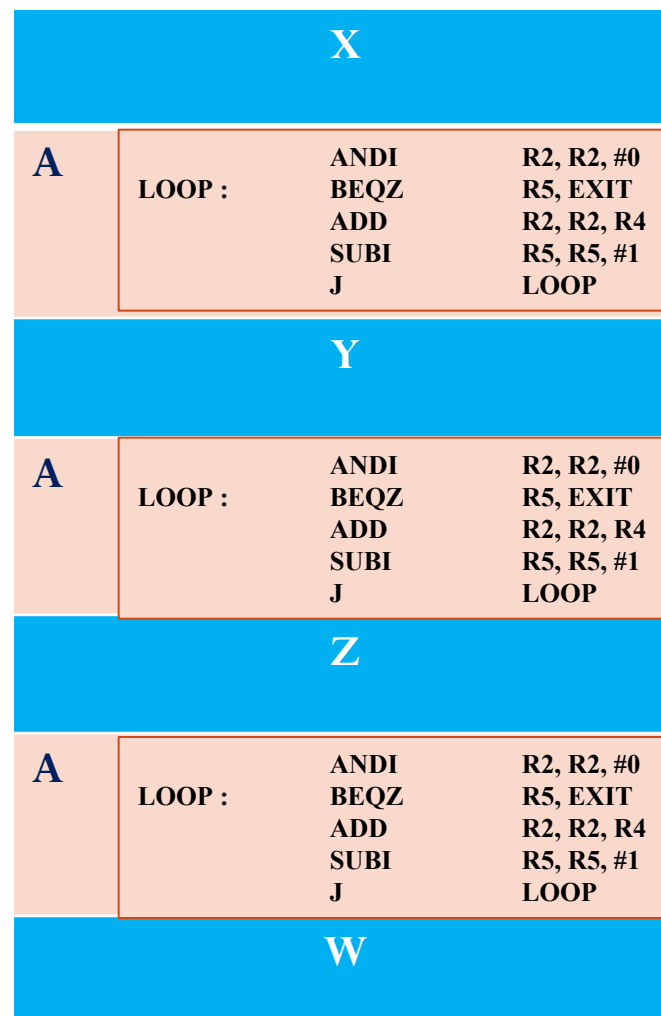 X
A ANDI R2, R2, #0
LOOP : BEQZ R5, EXIT
ADD R2, R2, R4
SUBI R5, R5, #1
J LOOP
Y
A ANDI R2, R2, #0
LOOP : BEQZ R5, EXIT
ADD R2, R2, R4
SUBI R5, R5, #1
J LOOP
Z
A ANDI R2, R2, #0
LOOP : BEQZ R5, EXIT
ADD R2, R2, R4
SUBI R5, R5, #1
J LOOP
W